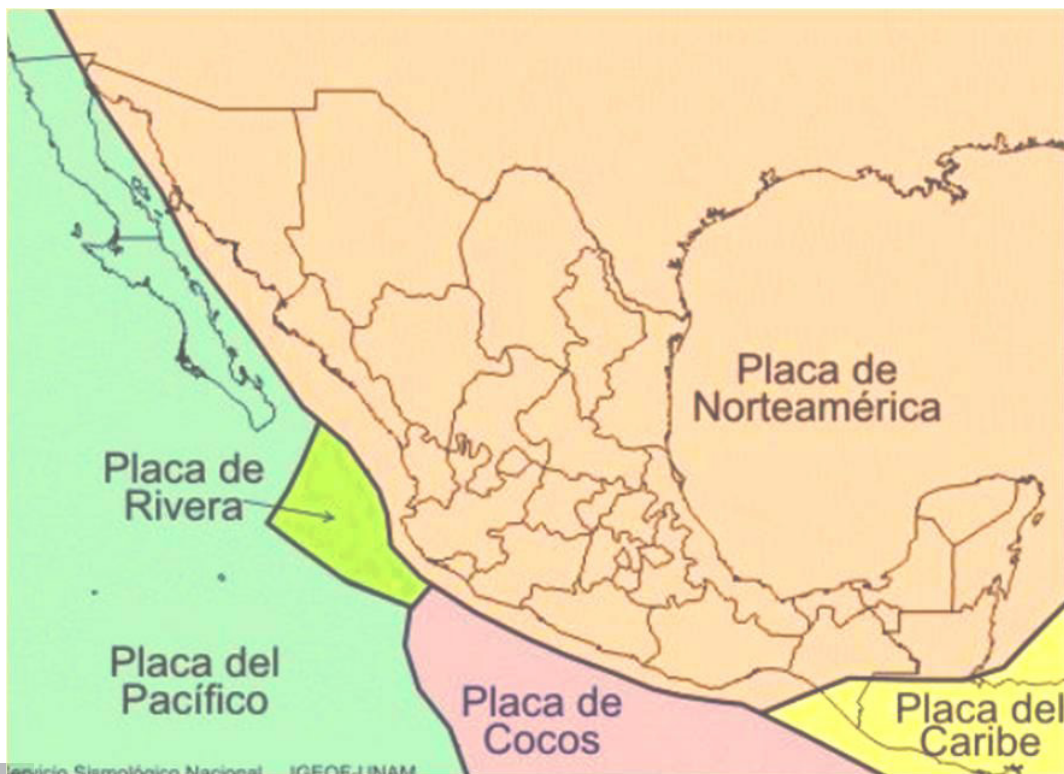 Placa de
Norteamérica
Placa de
Rivera
Placa del
Pacífico
Placa de
Cocos
Placa del
Caribe
Servicio Sismológico Nacional IGEOF-UNAM